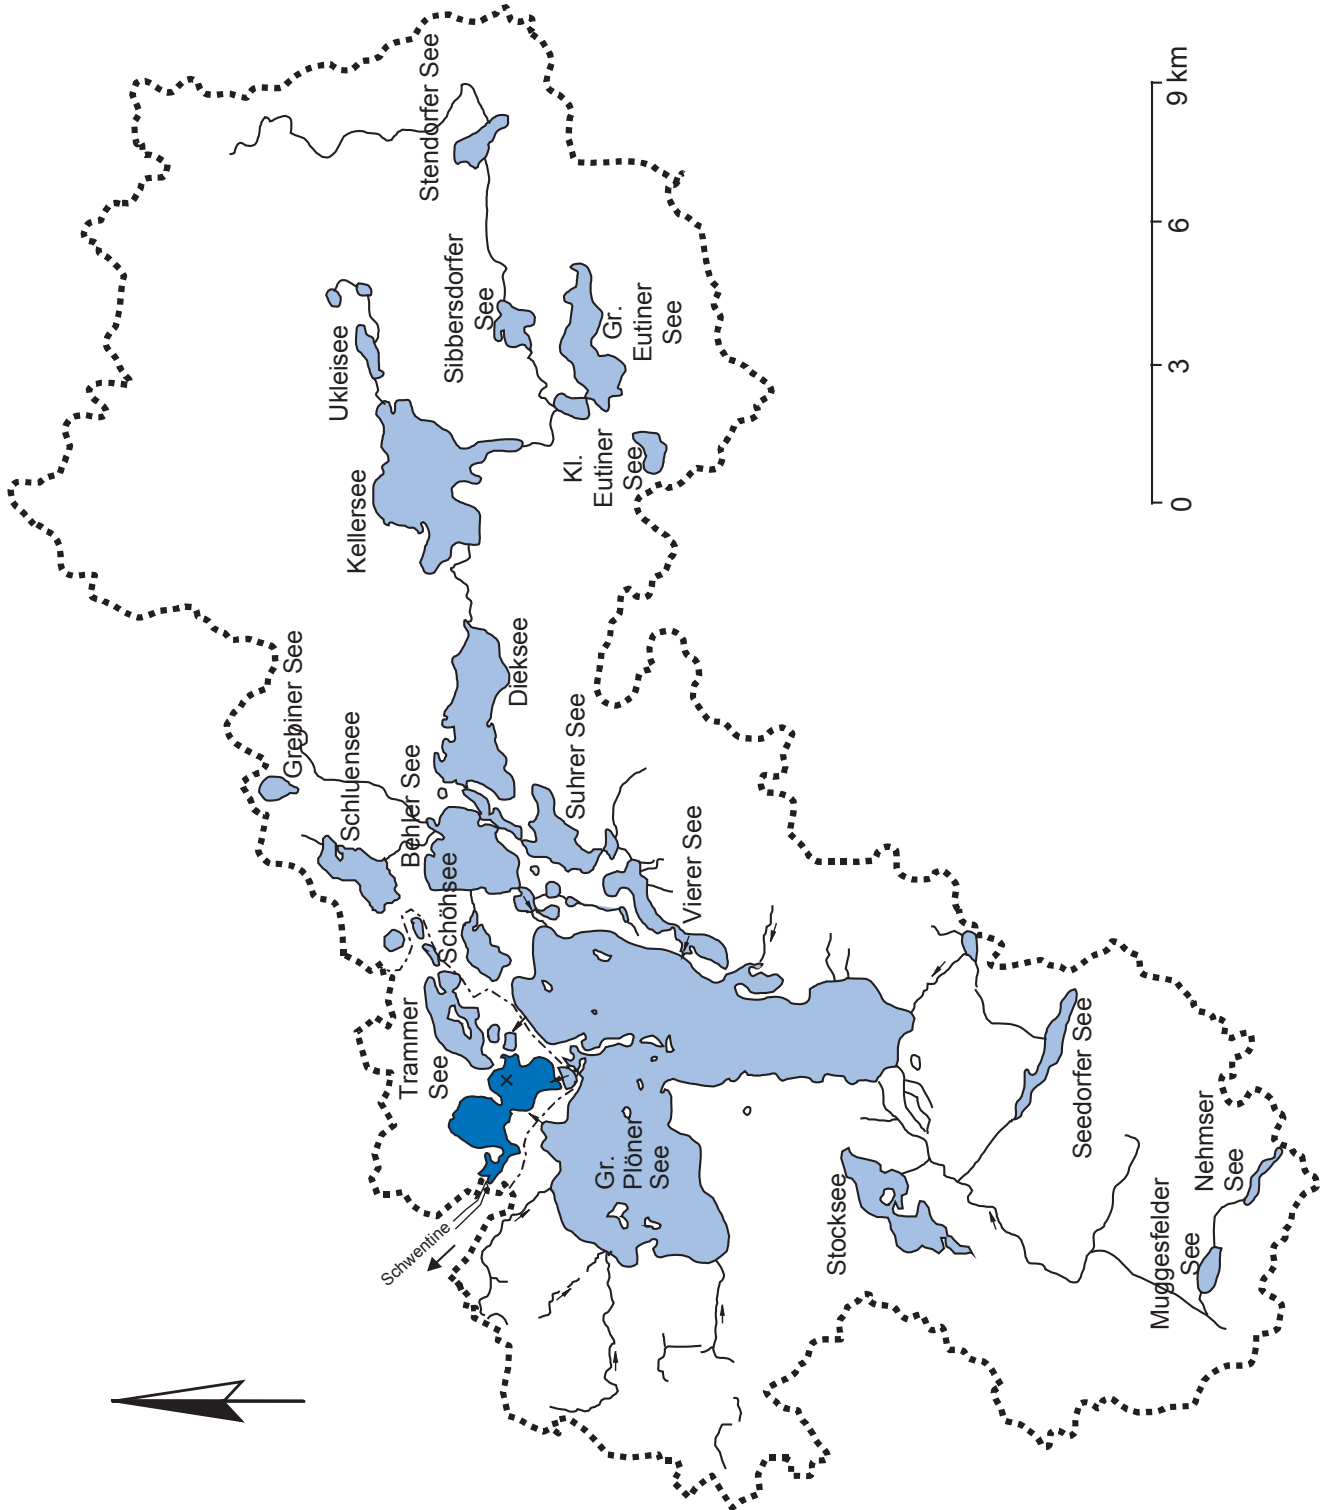 Stendorfer See
Sibbersdorfer
See
Ukleisee
Gr.
Eutiner
See
Kl.
Eutiner
See
Kellersee
Dieksee
Grebiner See
Schluensee
Behler See
Suhrer See
Schöhsee
Vierer See
Trammer
See
Gr.
Plöner
See
Schwentine
Stocksee
Seedorfer See
Nehmser
See
Muggesfelder
See
0 3 6 9 km